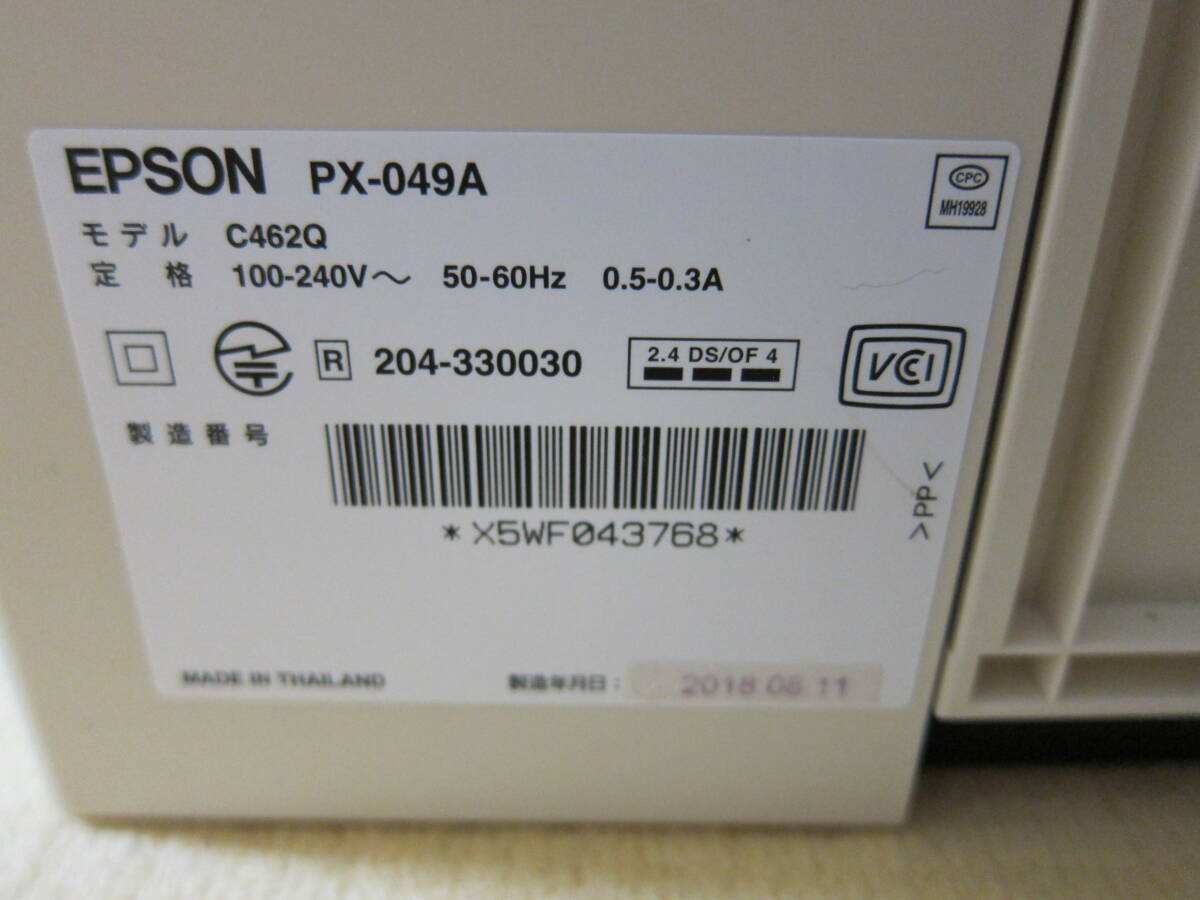 EPSON PX-049A
CPC
MH19928
モデル C462Q
定 格 100-240V～ 50-60Hz 0.5-0.3A
R 204-330030
2.4 DS/OF 4
VCCI
製造番号
*X5WF043768*
>PP<
MADE IN THAILAND
製造年月日: 2018 08 11